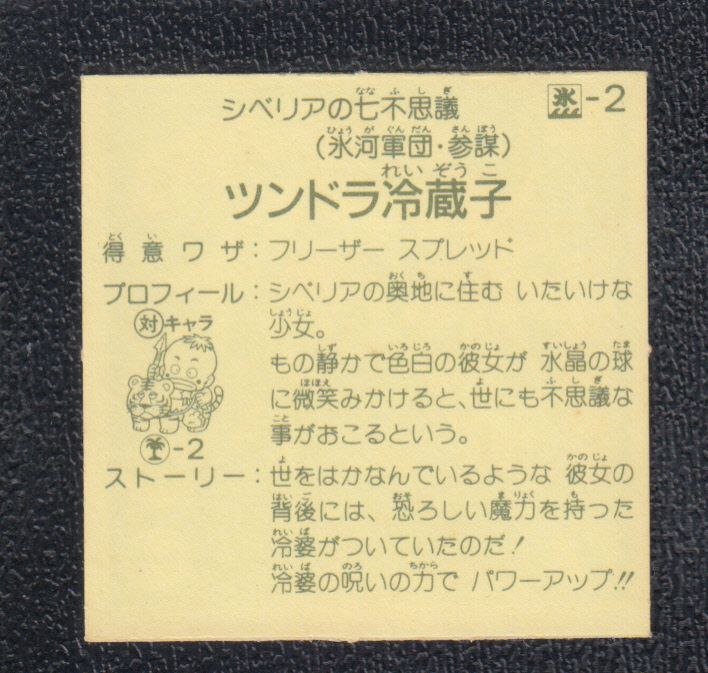 シベリアの七不思議 氷-2
(氷河軍団・参謀)
ツンドラ冷蔵子
得意ワザ:フリーザー スプレッド
プロフィール:シベリアの奥地に住む いたいけな
少女。
対キャラ
もの静かで色白の彼女が 水晶の球
に微笑みかけると、世にも不思議な
事がおこるという。
-2
ストーリー:世をはかなんでいるような 彼女の
背後には、恐ろしい魔力を持った
冷婆がついていたのだ!
冷婆の呪いの力で パワーアップ!!